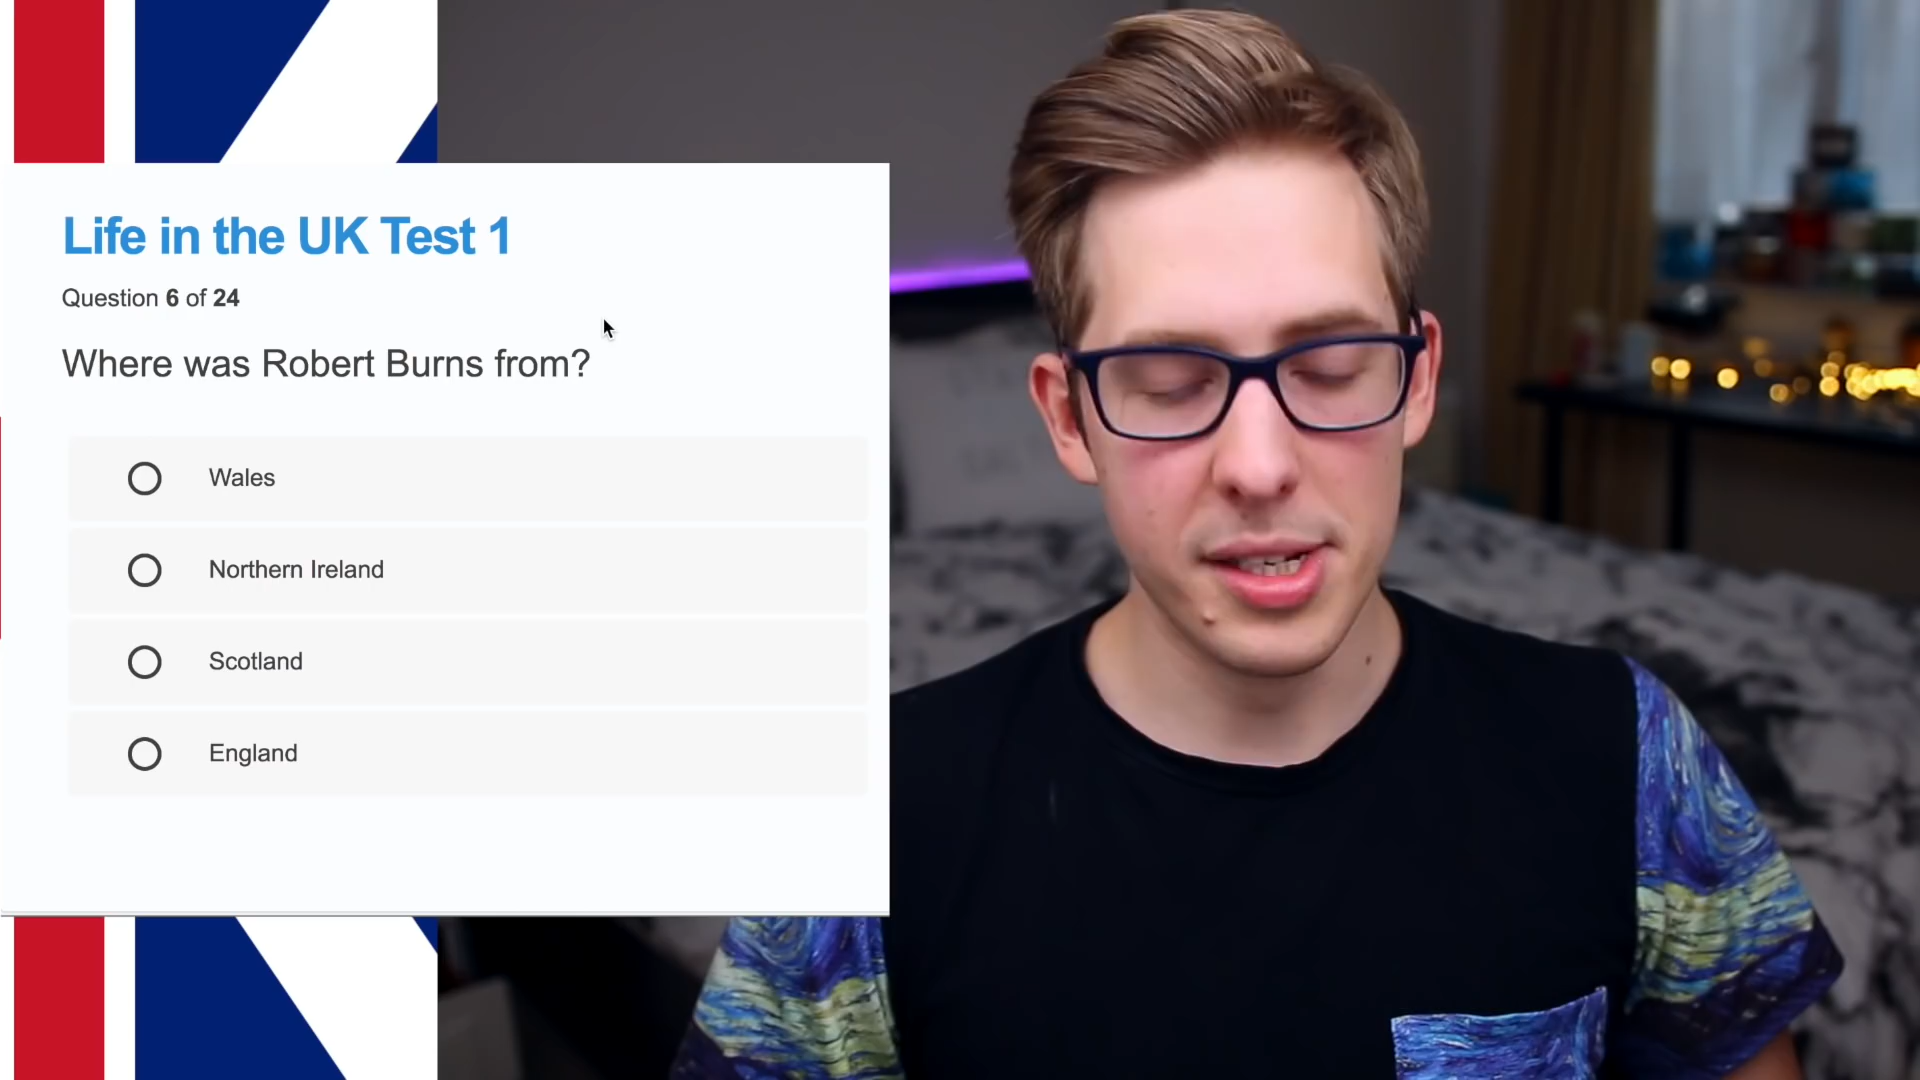 Life in the UK Test 1
Question 6 of 24
Where was Robert Burns from?
Wales
Northern Ireland
Scotland
England